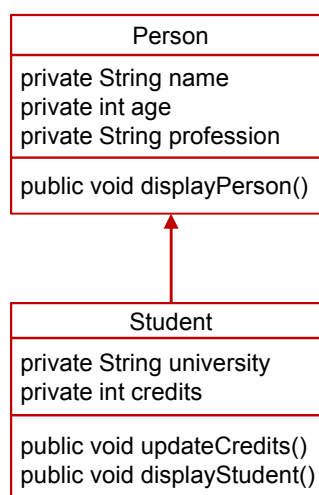 Person
private String name
private int age
private String profession
public void displayPerson()
Student
private String university
private int credits
public void updateCredits()
public void displayStudent()